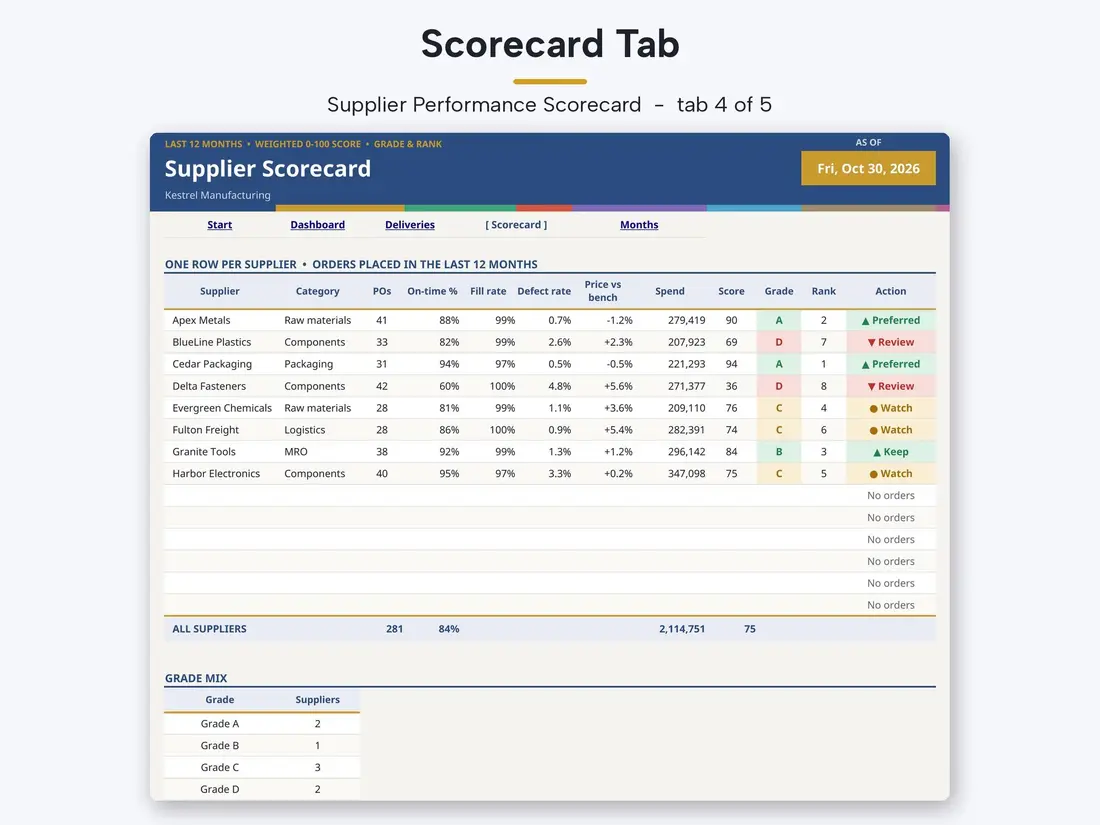 Scorecard Tab
Supplier Performance Scorecard - tab 4 of 5
LAST 12 MONTHS • WEIGHTED 0-100 SCORE • GRADE & RANK
AS OF
Supplier Scorecard
Fri, Oct 30, 2026
Kestrel Manufacturing
Start Dashboard Deliveries [ Scorecard ] Months
ONE ROW PER SUPPLIER • ORDERS PLACED IN THE LAST 12 MONTHS
Supplier Category POs On-time % Fill rate Defect rate Price vs bench Spend Score Grade Rank Action
Apex Metals Raw materials 41 88% 99% 0.7% -1.2% 279,419 90 A 2 ▲ Preferred
BlueLine Plastics Components 33 82% 99% 2.6% +2.3% 207,923 69 D 7 ▼ Review
Cedar Packaging Packaging 31 94% 97% 0.5% -0.5% 221,293 94 A 1 ▲ Preferred
Delta Fasteners Components 42 60% 100% 4.8% +5.6% 271,377 36 D 8 ▼ Review
Evergreen Chemicals Raw materials 28 81% 99% 1.1% +3.6% 209,110 76 C 4 ● Watch
Fulton Freight Logistics 28 86% 100% 0.9% +5.4% 282,391 74 C 6 ● Watch
Granite Tools MRO 38 92% 99% 1.3% +1.2% 296,142 84 B 3 ▲ Keep
Harbor Electronics Components 40 95% 97% 3.3% +0.2% 347,098 75 C 5 ● Watch
No orders
No orders
No orders
No orders
No orders
No orders
ALL SUPPLIERS 281 84% 2,114,751 75
GRADE MIX
Grade Suppliers
Grade A 2
Grade B 1
Grade C 3
Grade D 2